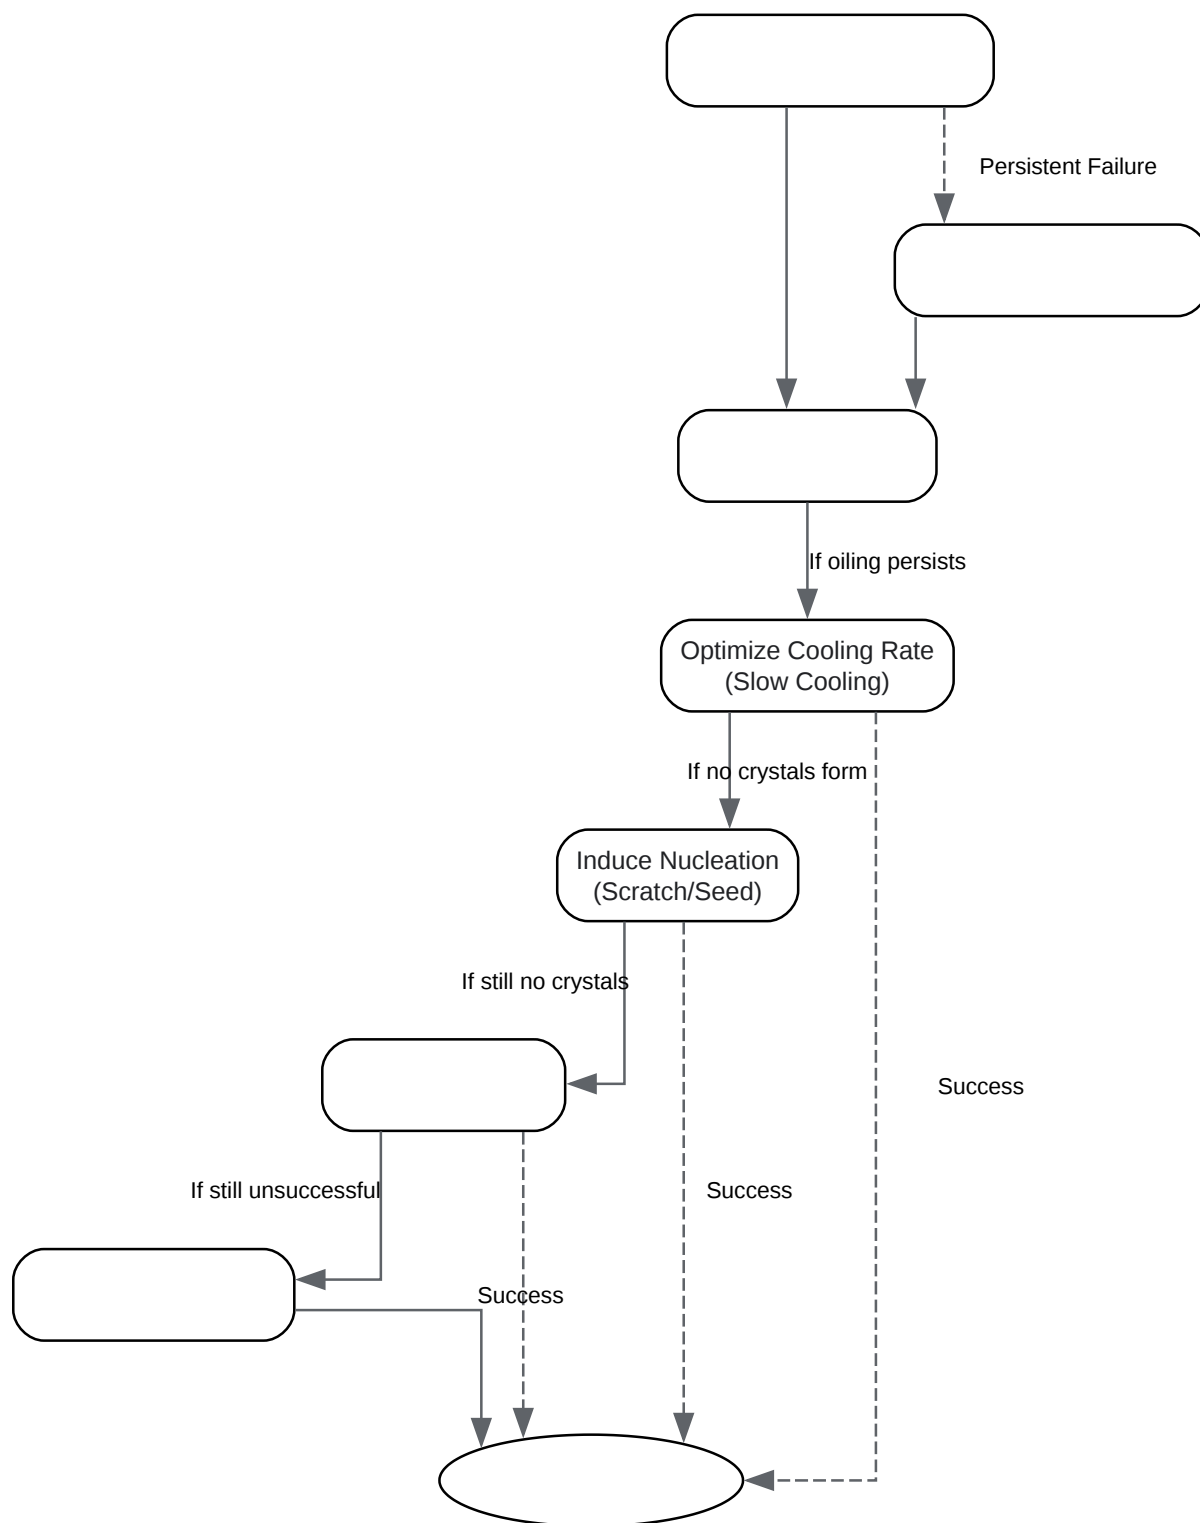 Persistent Failure
If oiling persists
Optimize Cooling Rate
(Slow Cooling)
If no crystals form
Induce Nucleation
(Scratch/Seed)
If still no crystals
Success
If still unsuccessful
Success
Success